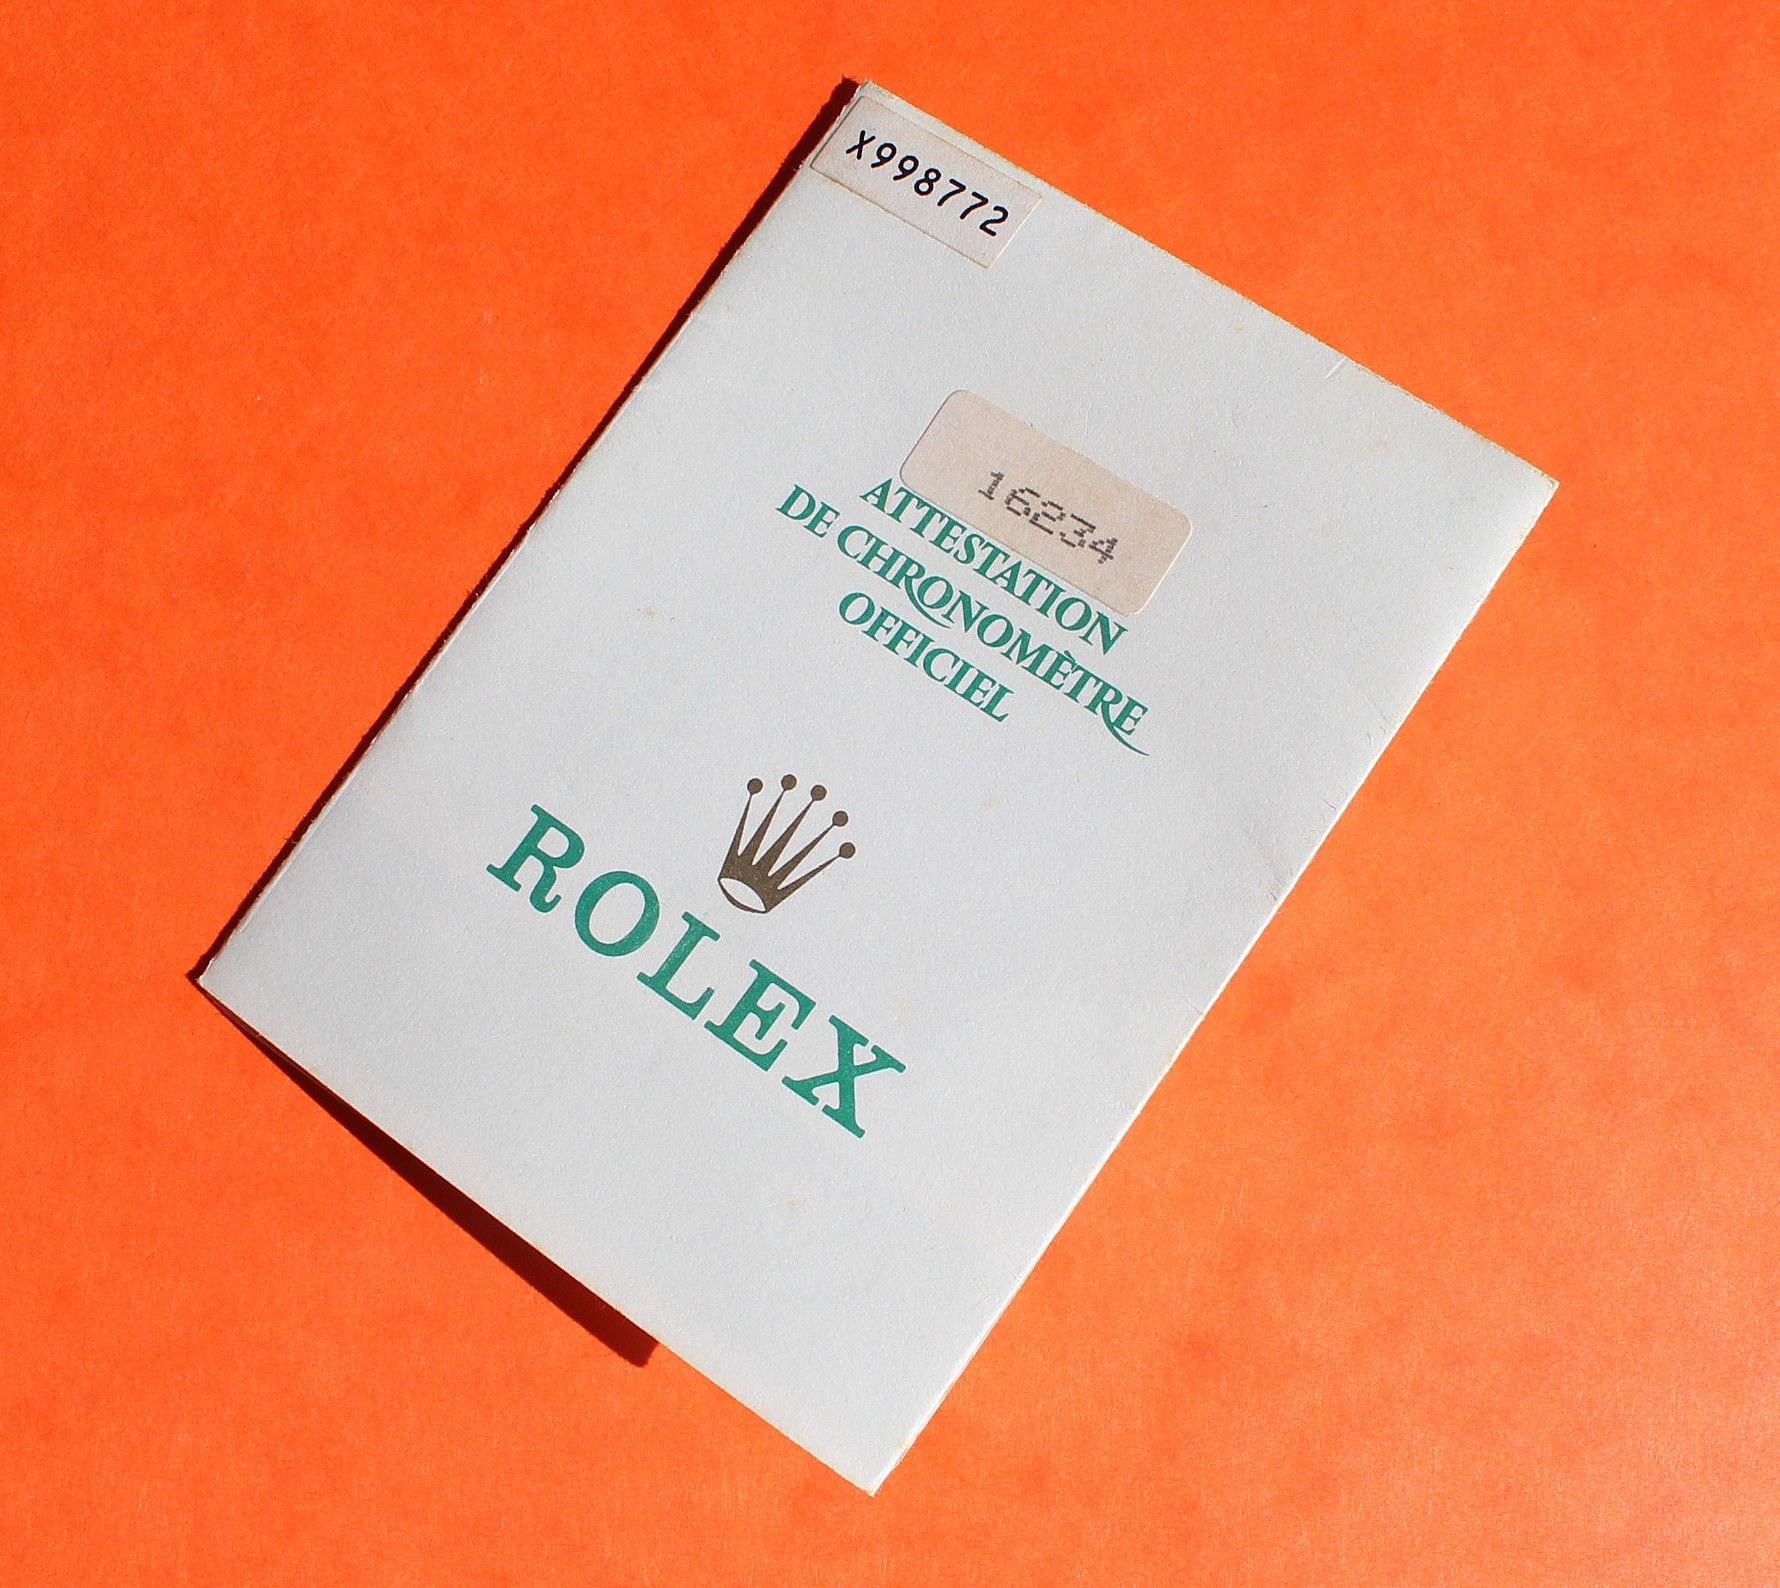 X998772
16234
ATTESTATION
DE CHRONOMÈTRE
OFFICIEL
ROLEX